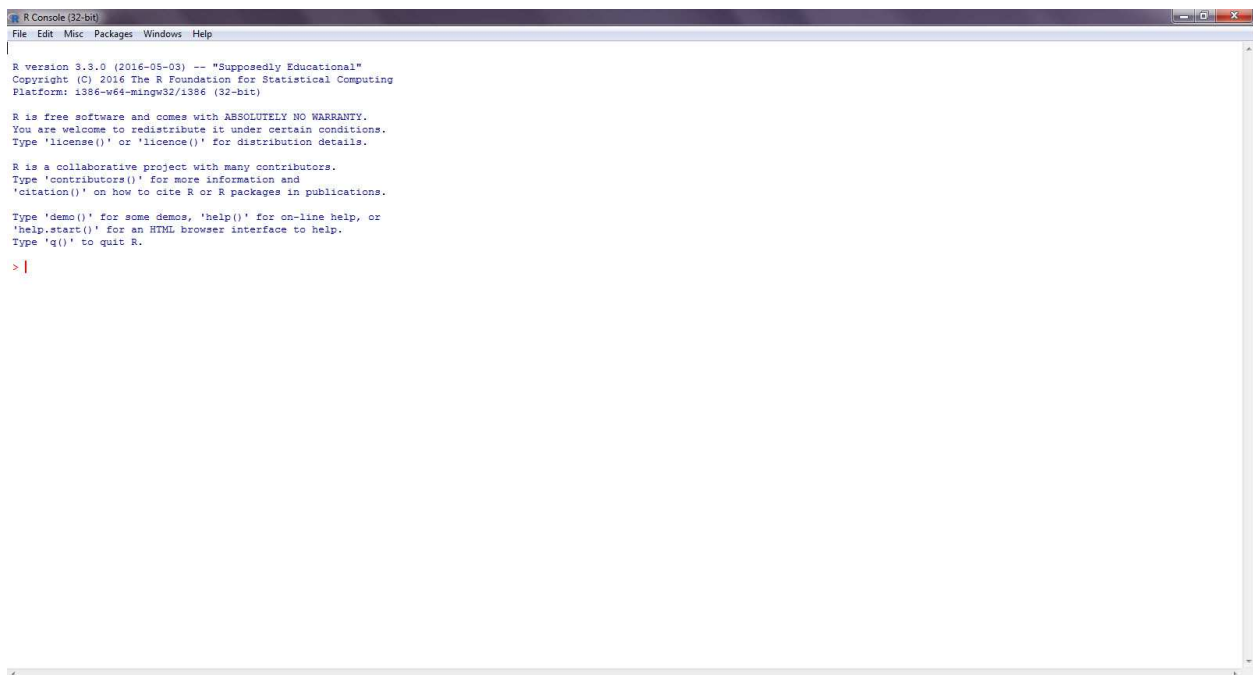 R Console (32-bit)
File Edit Misc Packages Windows Help
R version 3.3.0 (2016-05-03) -- "Supposedly Educational"
Copyright (C) 2016 The R Foundation for Statistical Computing
Platform: i386-w64-mingw32/i386 (32-bit)
R is free software and comes with ABSOLUTELY NO WARRANTY.
You are welcome to redistribute it under certain conditions.
Type 'license()' or 'licence()' for distribution details.
R is a collaborative project with many contributors.
Type 'contributors()' for more information and
'citation()' on how to cite R or R packages in publications.
Type 'demo()' for some demos, 'help()' for on-line help, or
'help.start()' for an HTML browser interface to help.
Type 'q()' to quit R.
>